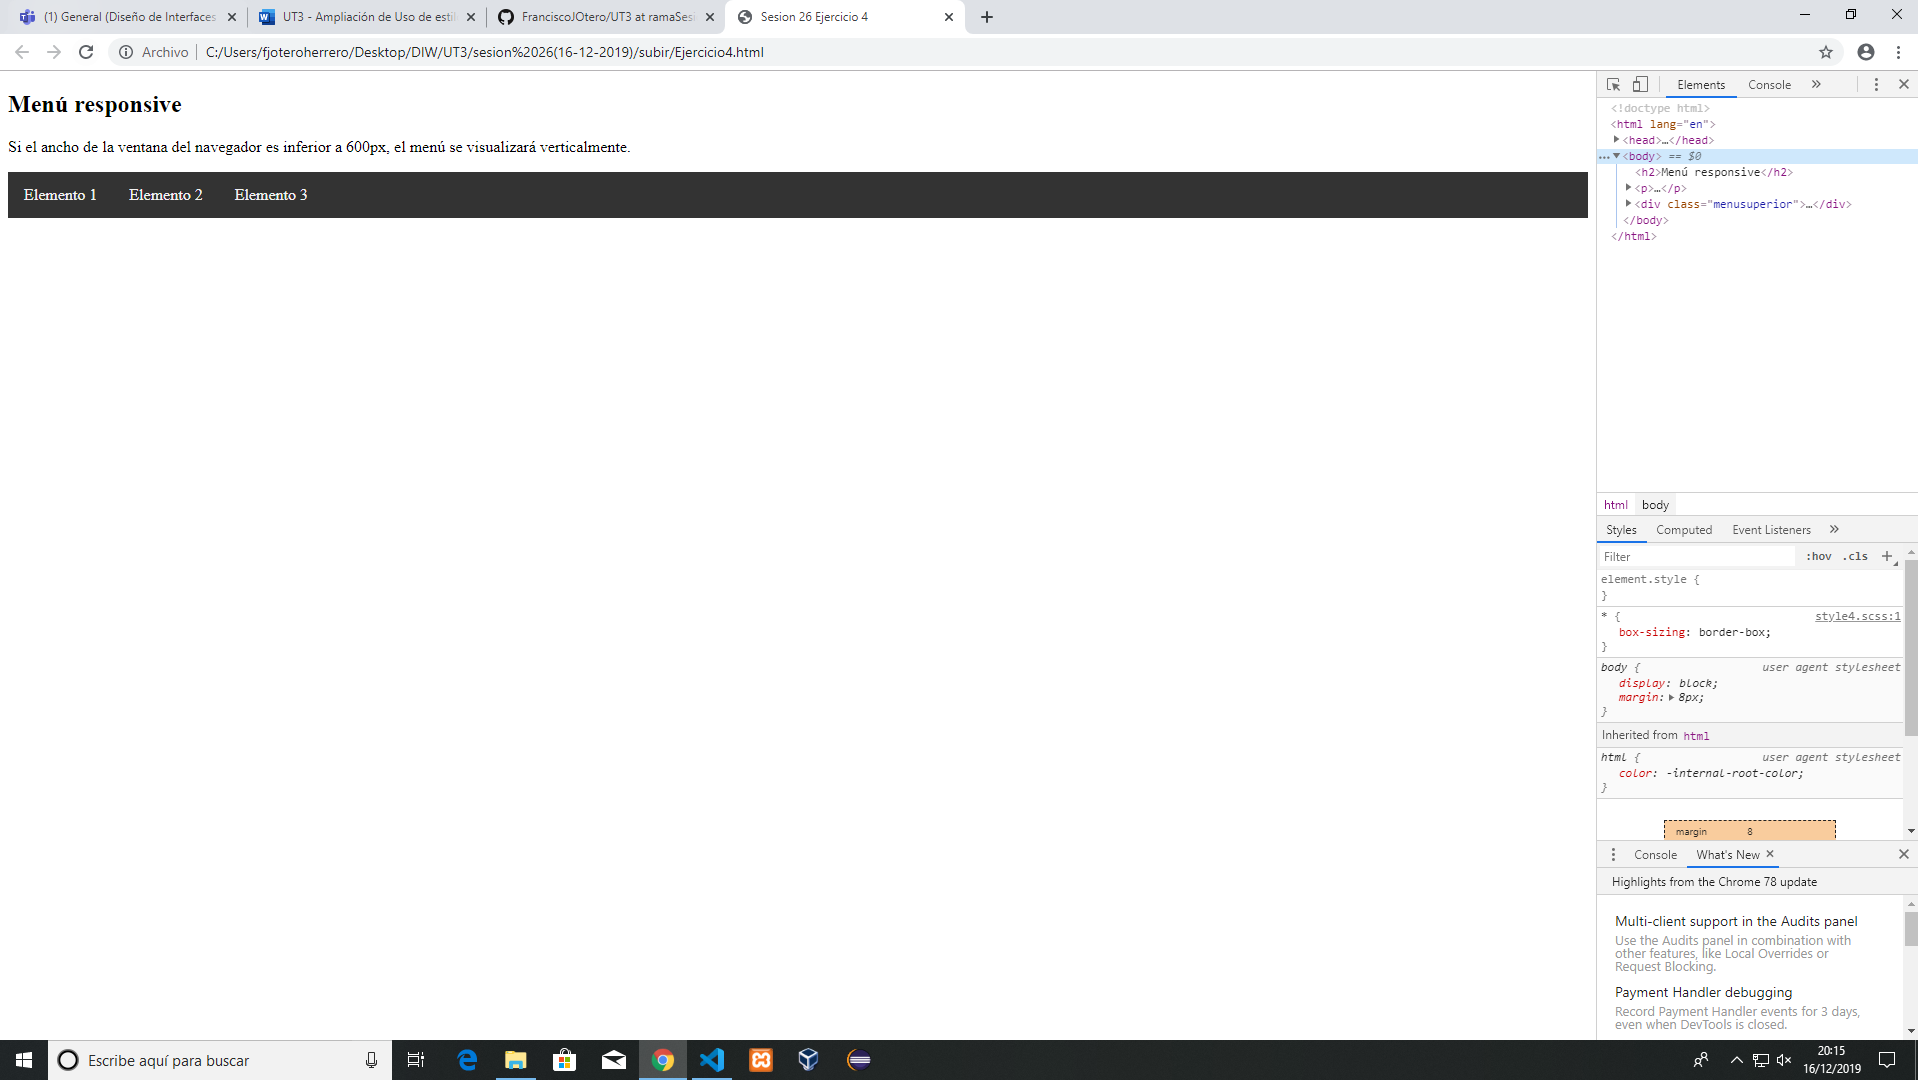 (1) General (Diseño de Interfaces
UT3 - Ampliación de Uso de estil
FranciscoJOtero/UT3 at ramaSesi
Sesion 26 Ejercicio 4
Archivo
C:/Users/fjoteroherrero/Desktop/DIW/UT3/sesion%2026(16-12-2019)/subir/Ejercicio4.html
Menú responsive
Si el ancho de la ventana del navegador es inferior a 600px, el menú se visualizará verticalmente.
Elemento 1 Elemento 2 Elemento 3
Elements Console »
<!doctype html>
<html lang="en">
<head>…</head>
… <body> == $0
<h2>Menú responsive</h2>
<p>…</p>
<div class="menusuperior">…</div>
</body>
</html>
html body
Styles Computed Event Listeners »
Filter :hov .cls +
element.style {
}
* { style4.scss:1
box-sizing: border-box;
}
body { user agent stylesheet
display: block;
margin: 8px;
}
Inherited from html
html { user agent stylesheet
color: -internal-root-color;
}
margin 8
Console What's New
Highlights from the Chrome 78 update
Multi-client support in the Audits panel
Use the Audits panel in combination with
other features, like Local Overrides or
Request Blocking.
Payment Handler debugging
Record Payment Handler events for 3 days,
even when DevTools is closed.
Escribe aquí para buscar
20:15
16/12/2019